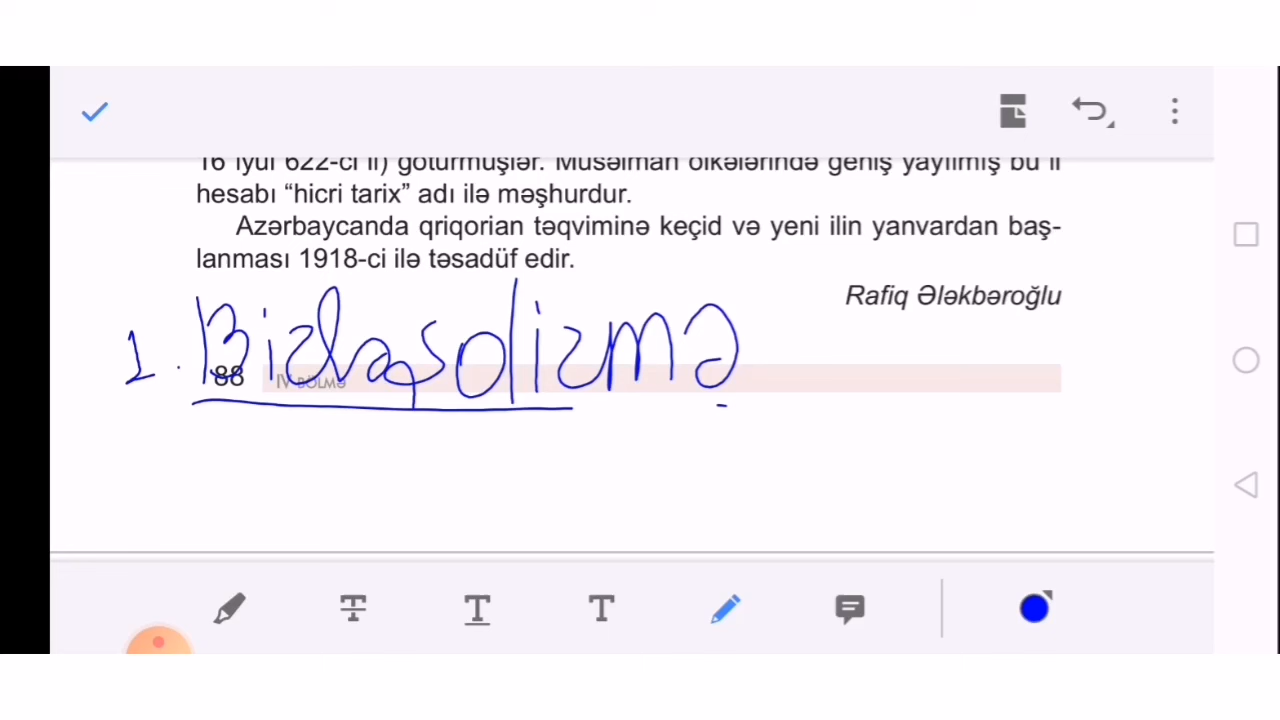 16 iyul 622-ci il) götürmüşlər. Müsəlman ölkələrində geniş yayılmış bu il
hesabı “hicri tarix” adı ilə məşhurdur.
Azərbaycanda qriqorian təqviminə keçid və yeni ilin yanvardan baş-
lanması 1918-ci ilə təsadüf edir.
Rafiq Ələkbəroğlu
1.
88 IV BÖLMƏ